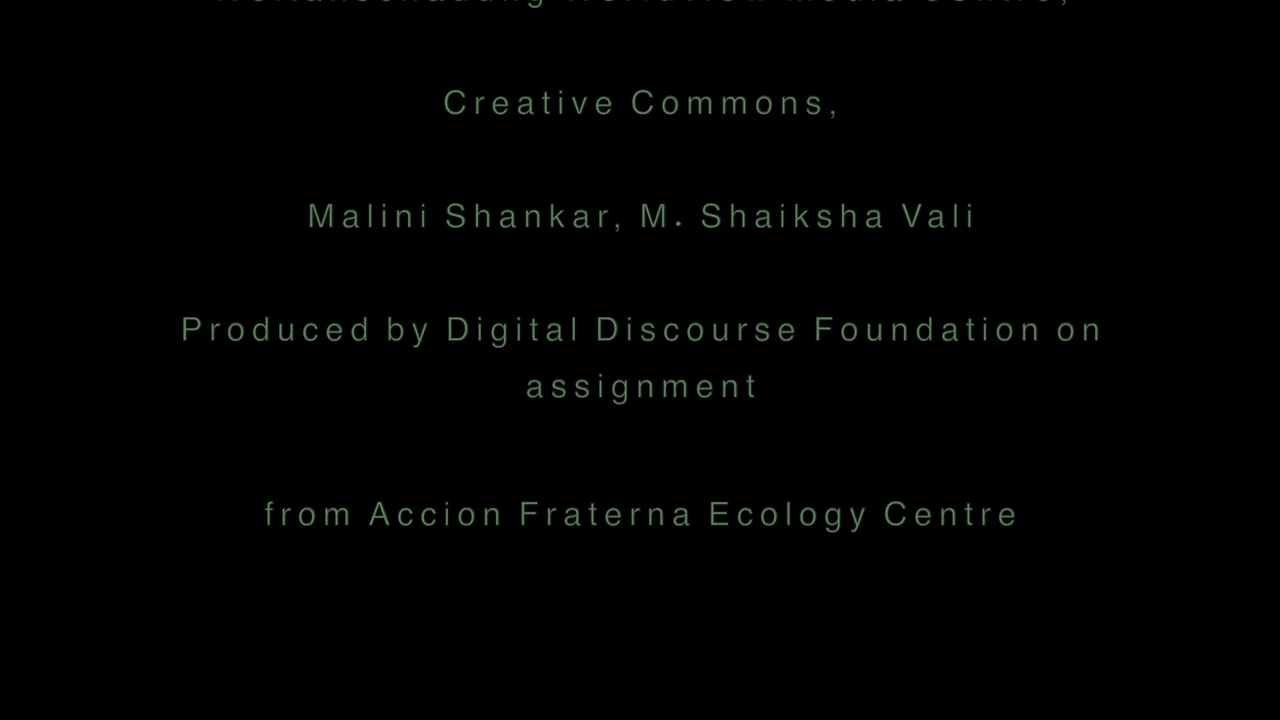 Creative Commons,
Malini Shankar, M. Shaiksha Vali
Produced by Digital Discourse Foundation on
assignment
from Accion Fraterna Ecology Centre